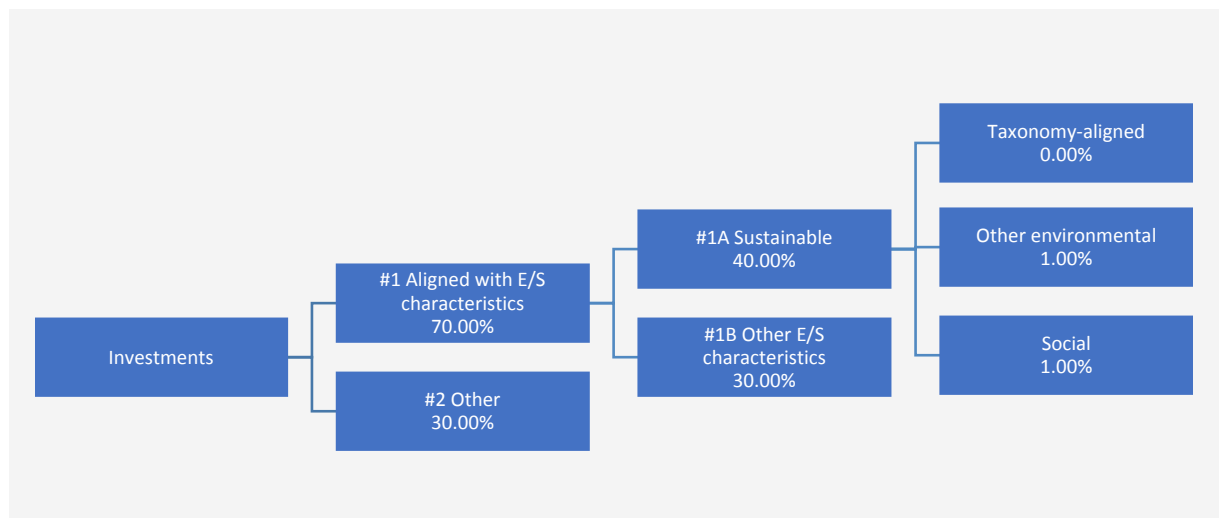 Investments
#1 Aligned with E/S
characteristics
70.00%
#2 Other
30.00%
#1A Sustainable
40.00%
#1B Other E/S
characteristics
30.00%
Taxonomy-aligned
0.00%
Other environmental
1.00%
Social
1.00%